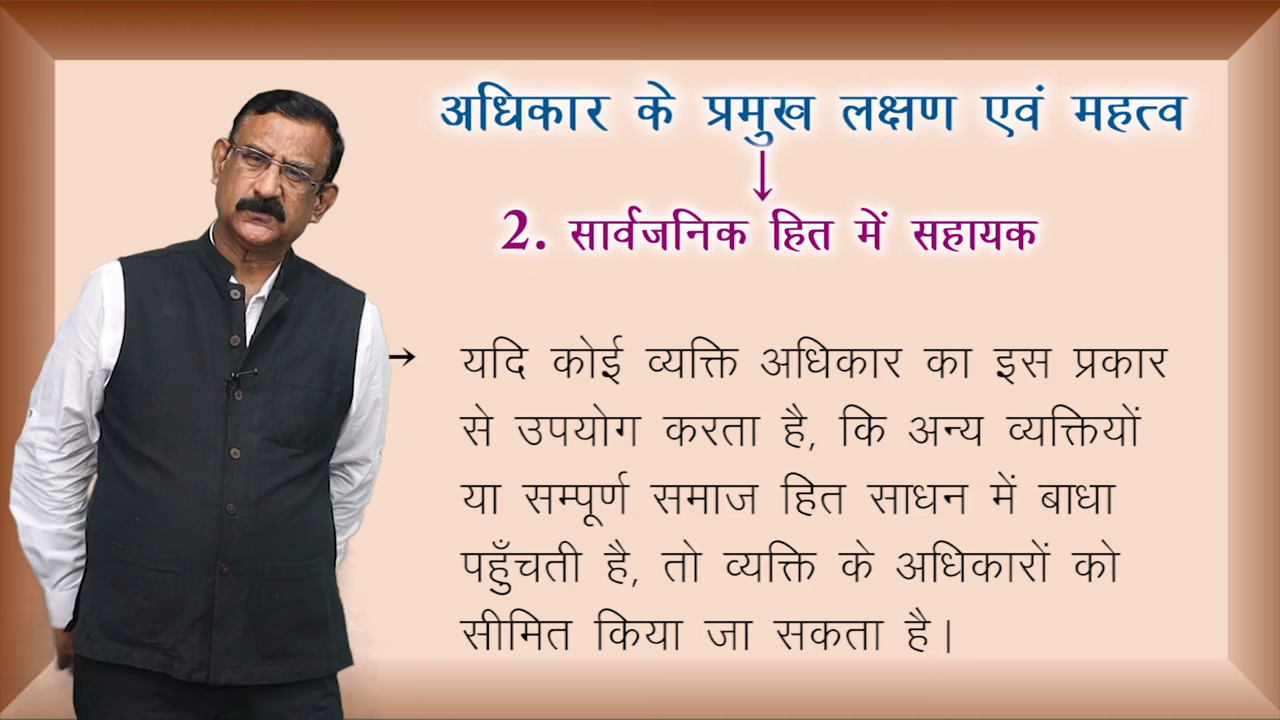 अधिकार के प्रमुख लक्षण एवं महत्व
↓
2. सार्वजनिक हित में सहायक
→ यदि कोई व्यक्ति अधिकार का इस प्रकार
से उपयोग करता है, कि अन्य व्यक्तियों
या सम्पूर्ण समाज हित साधन में बाधा
पहुँचती है, तो व्यक्ति के अधिकारों को
सीमित किया जा सकता है।